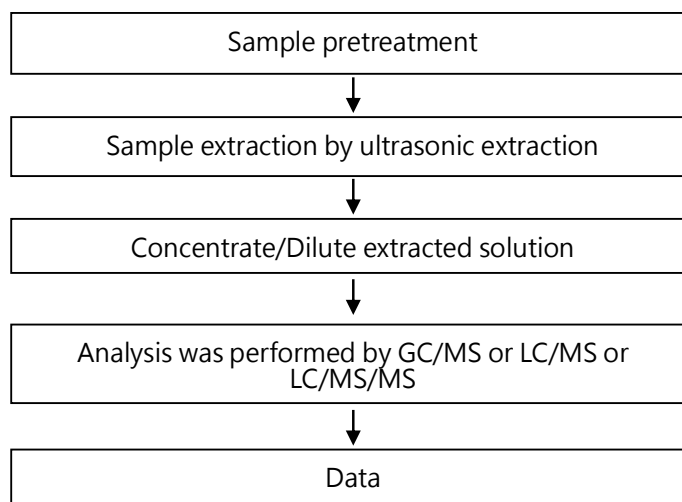 Sample pretreatment
Sample extraction by ultrasonic extraction
Concentrate/Dilute extracted solution
Analysis was performed by GC/MS or LC/MS or
LC/MS/MS
Data